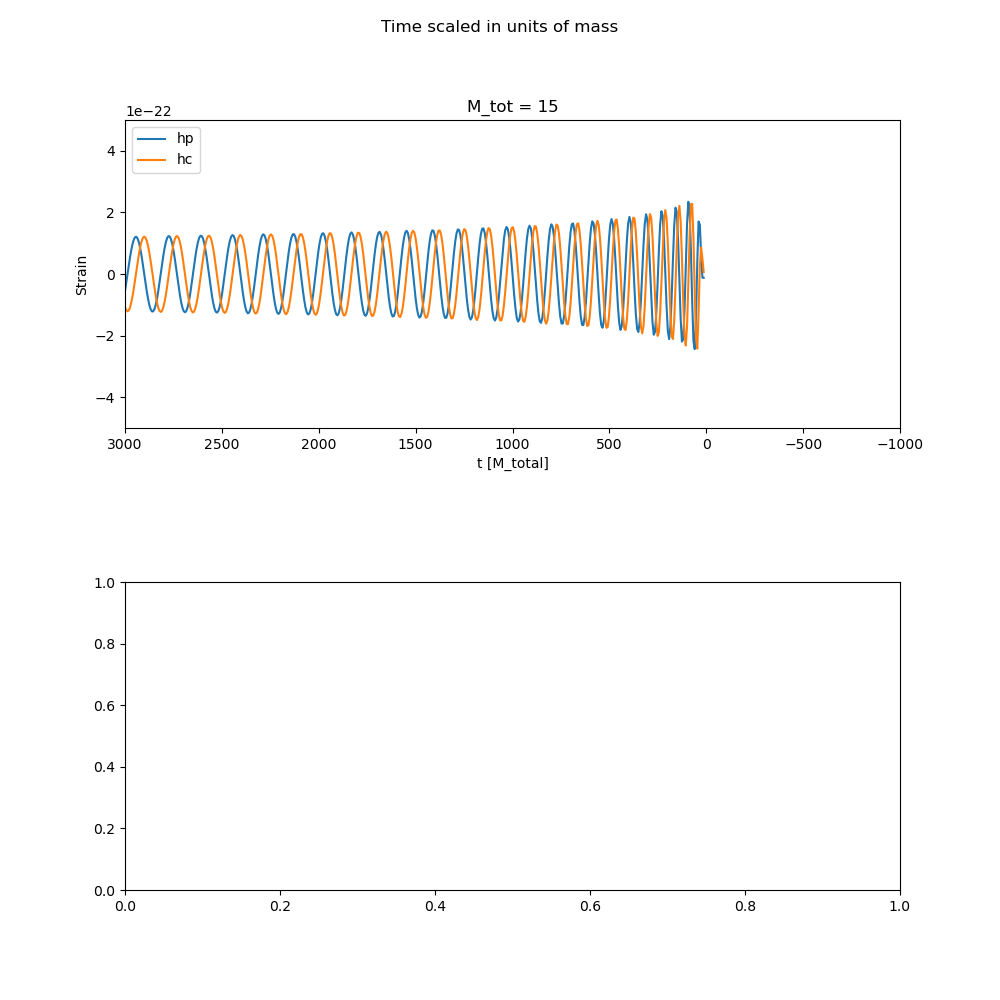 Time scaled in units of mass
M_tot = 15
1e−22
hp
hc
4
2
0
−2
−4
Strain
3000 2500 2000 1500 1000 500 0 −500 −1000
t [M_total]
1.0
0.8
0.6
0.4
0.2
0.0
0.0 0.2 0.4 0.6 0.8 1.0